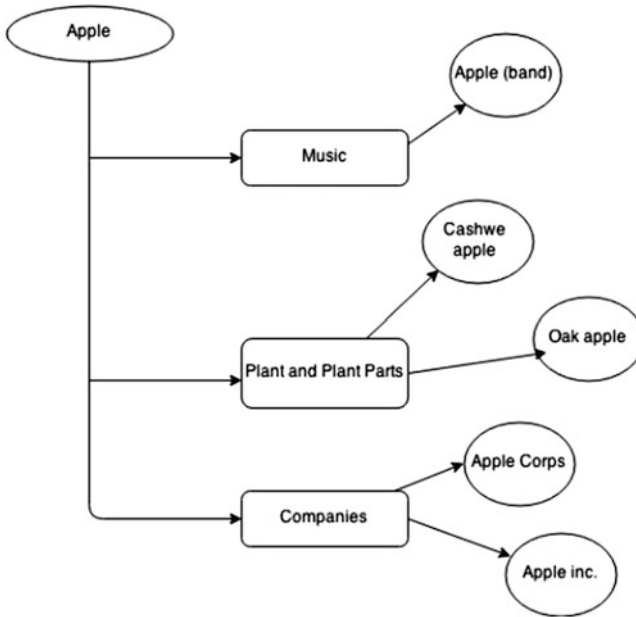 Apple
Apple (band)
Music
Cashwe
apple
Oak apple
Plant and Plant Parts
Apple Corps
Companies
Apple inc.